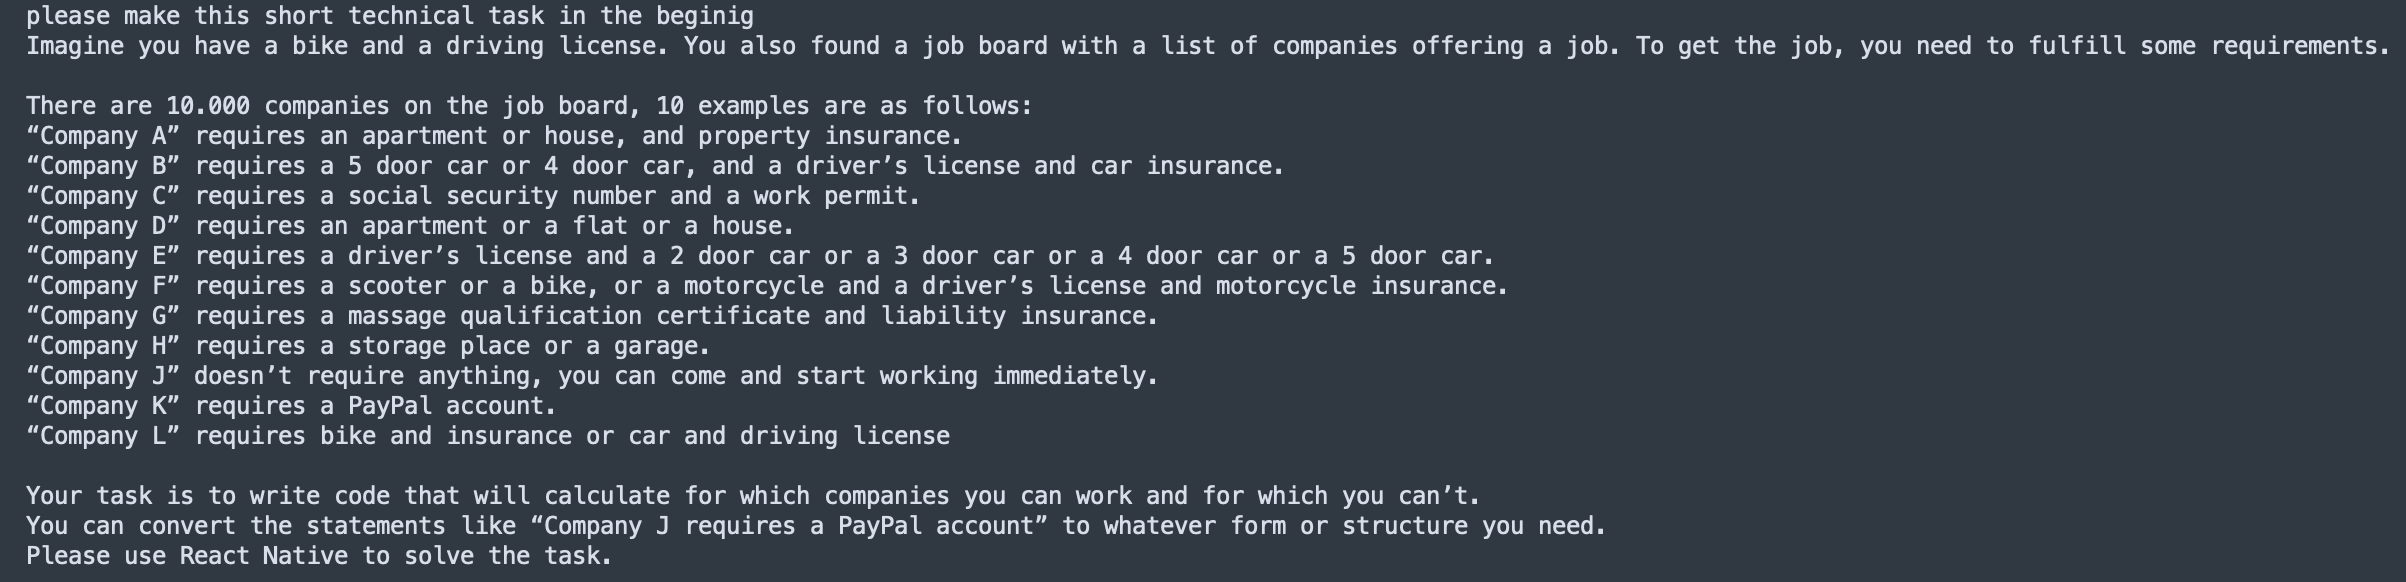 please make this short technical task in the beginig
Imagine you have a bike and a driving license. You also found a job board with a list of companies offering a job. To get the job, you need to fulfill some requirements.
There are 10.000 companies on the job board, 10 examples are as follows:
“Company A” requires an apartment or house, and property insurance.
“Company B” requires a 5 door car or 4 door car, and a driver’s license and car insurance.
“Company C” requires a social security number and a work permit.
“Company D” requires an apartment or a flat or a house.
“Company E” requires a driver’s license and a 2 door car or a 3 door car or a 4 door car or a 5 door car.
“Company F” requires a scooter or a bike, or a motorcycle and a driver’s license and motorcycle insurance.
“Company G” requires a massage qualification certificate and liability insurance.
“Company H” requires a storage place or a garage.
“Company J” doesn’t require anything, you can come and start working immediately.
“Company K” requires a PayPal account.
“Company L” requires bike and insurance or car and driving license
Your task is to write code that will calculate for which companies you can work and for which you can’t.
You can convert the statements like “Company J requires a PayPal account” to whatever form or structure you need.
Please use React Native to solve the task.